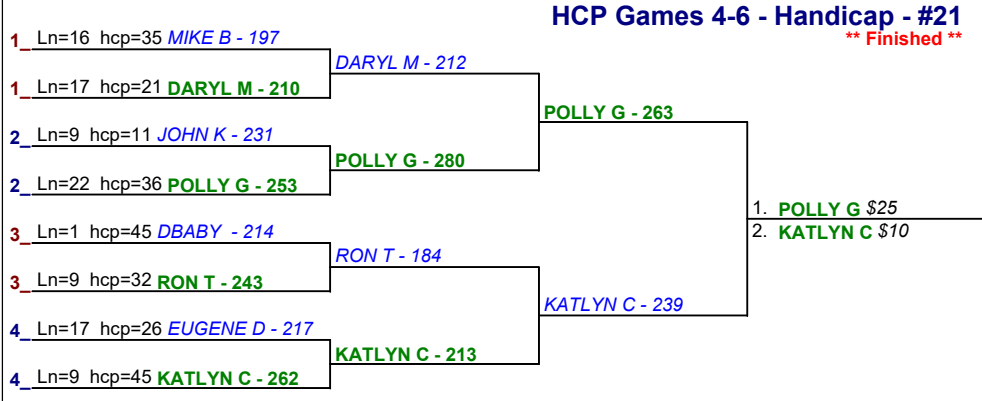 HCP Games 4-6 - Handicap - #21
** Finished **
1_ Ln=16 hcp=35 MIKE B - 197
DARYL M - 212
1_ Ln=17 hcp=21 DARYL M - 210
POLLY G - 263
2_ Ln=9 hcp=11 JOHN K - 231
POLLY G - 280
2_ Ln=22 hcp=36 POLLY G - 253
1. POLLY G $25
2. KATLYN C $10
3_ Ln=1 hcp=45 DBABY - 214
RON T - 184
3_ Ln=9 hcp=32 RON T - 243
KATLYN C - 239
4_ Ln=17 hcp=26 EUGENE D - 217
KATLYN C - 213
4_ Ln=9 hcp=45 KATLYN C - 262